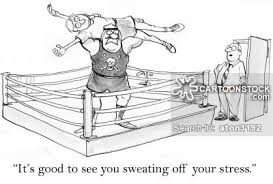 CARTOONSTOCK
.com
Search ID: aton3192
"It's good to see you sweating off your stress."